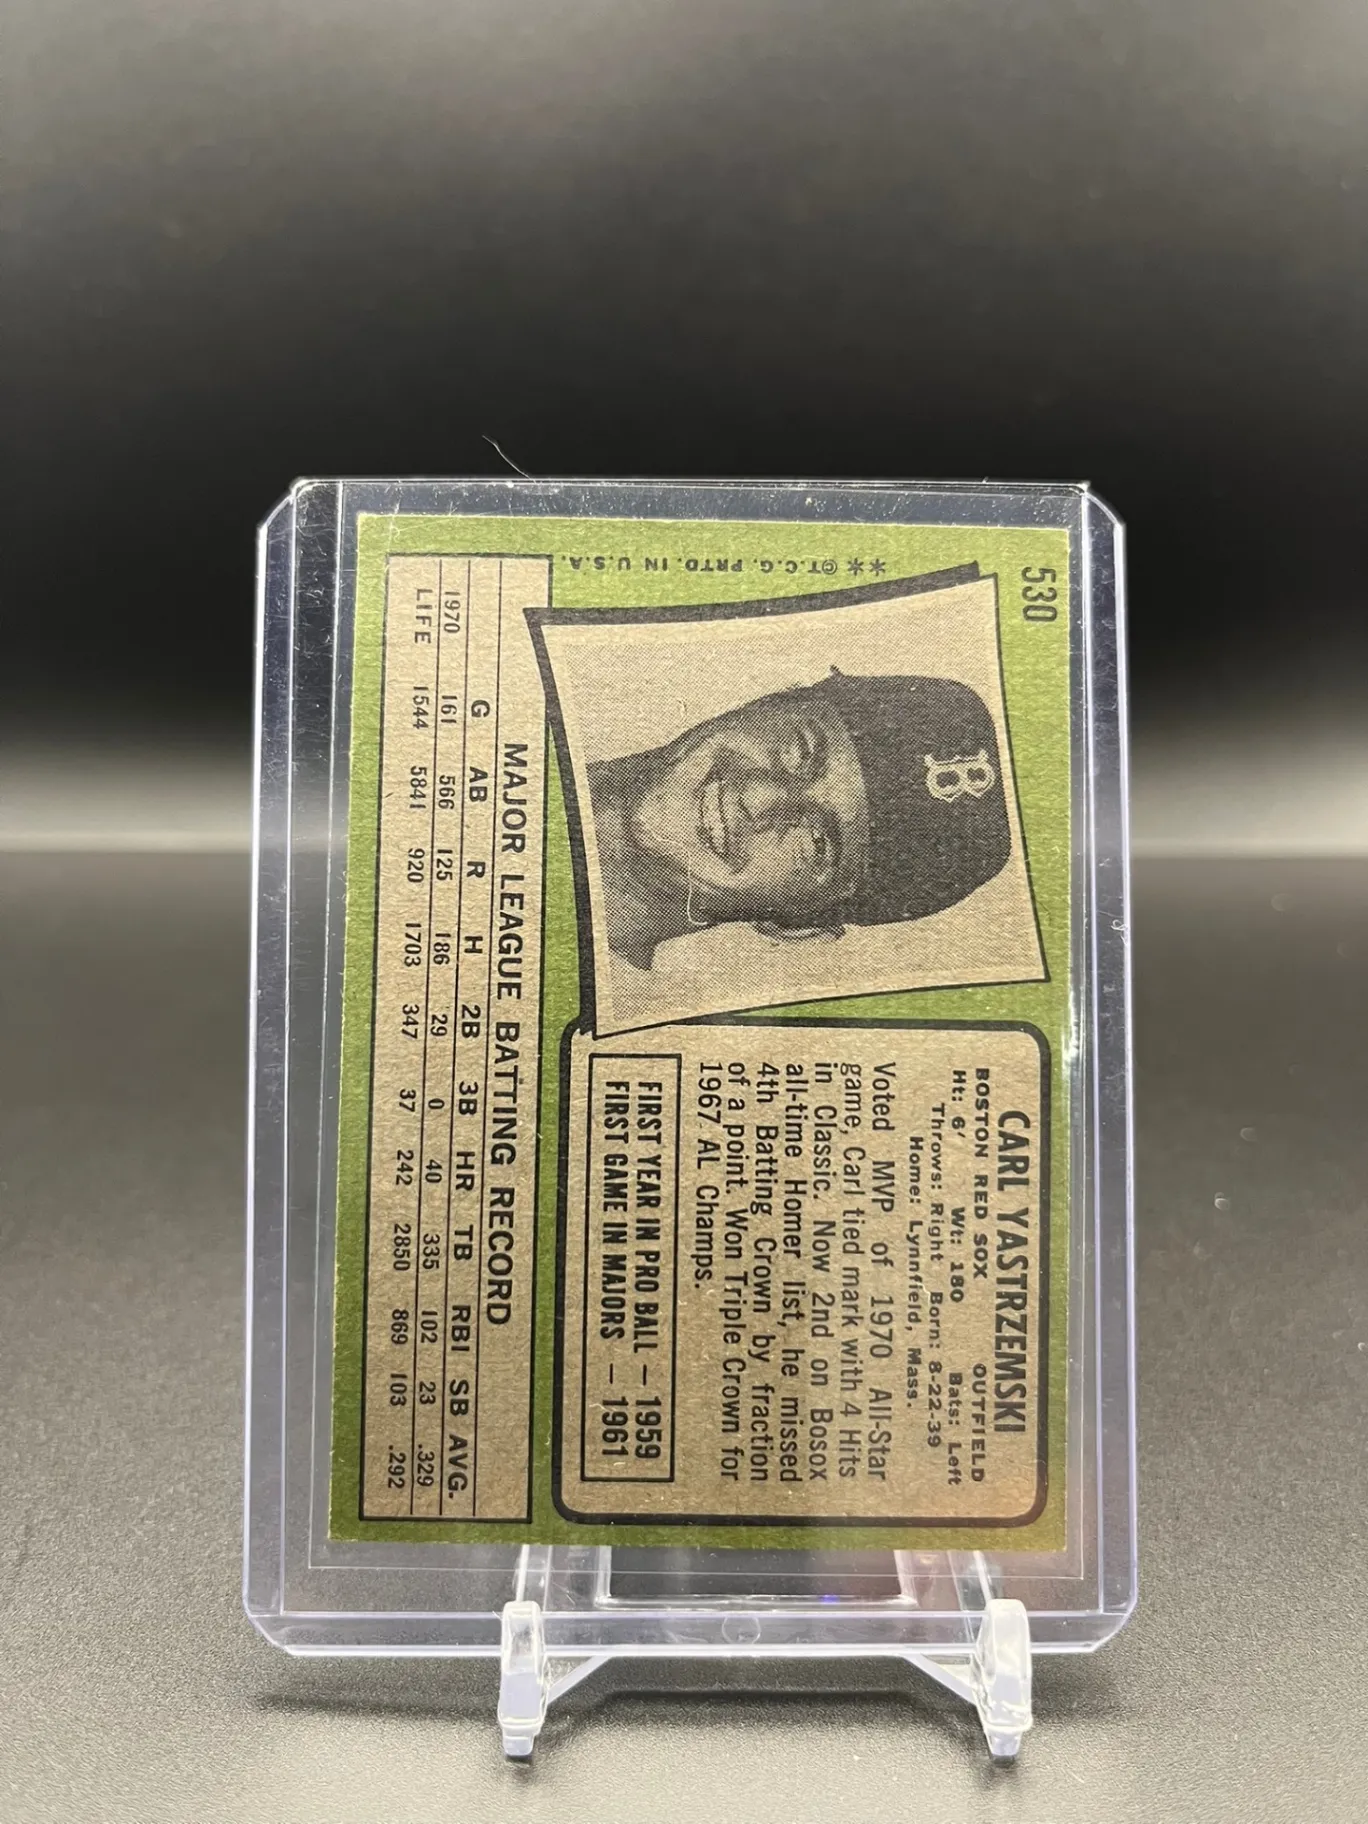 530
** ©T.C.G. PRTD. IN U.S.A.
B
CARL YASTRZEMSKI
BOSTON RED SOX OUTFIELD
Ht: 6' Wt: 180 Bats: Left
Throws: Right Born: 8-22-39
Home: Lynnfield, Mass.
Voted MVP of 1970 All-Star
game, Carl tied mark with 4 Hits
in Classic. Now 2nd on Bosox
all-time Homer list, he missed
4th Batting Crown by fraction
of a point. Won Triple Crown for
1967 AL Champs.
FIRST YEAR IN PRO BALL — 1959
FIRST GAME IN MAJORS — 1961
MAJOR LEAGUE BATTING RECORD
G AB R H 2B 3B HR TB RBI SB AVG.
1970 161 566 125 186 29 0 40 335 102 23 .329
LIFE 1544 5841 920 1703 347 37 242 2850 869 103 .292